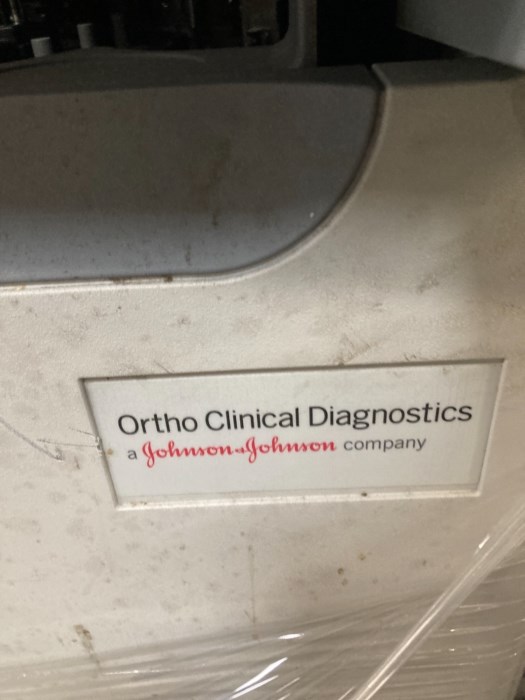 Ortho Clinical Diagnostics
a Johnson & Johnson company